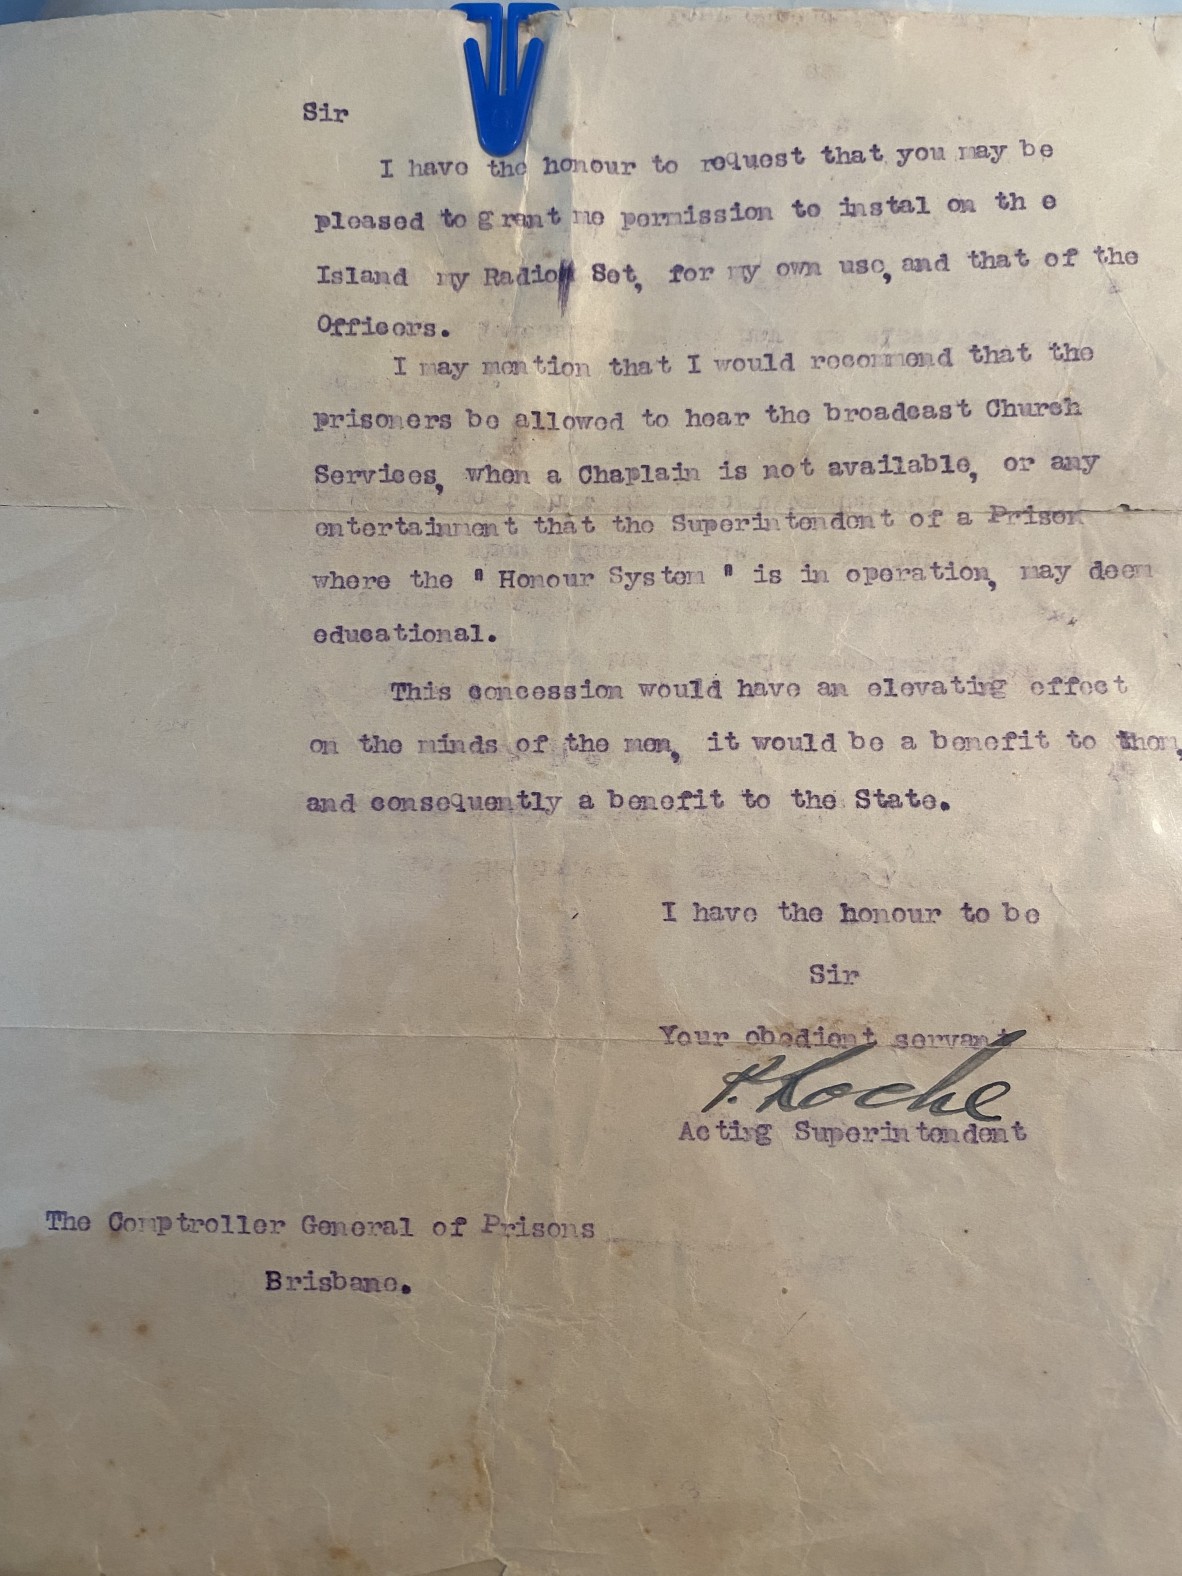 Sir
I have the honour to request that you may be
pleased to grant me permission to instal on the
Island my Radio Set, for my own use, and that of the
Officers.
I may mention that I would recommend that the
prisoners be allowed to hear the broadcast Church
Services, when a Chaplain is not available, or any
entertainment that the Superintendent of a Prison
where the " Honour System " is in operation, may deem
educational.
This concession would have an elevating effect
on the minds of the men, it would be a benefit to them,
and consequently a benefit to the State.
I have the honour to be
Sir
Your obedient servant
P. Roche
Acting Superintendent
The Comptroller General of Prisons
Brisbane.